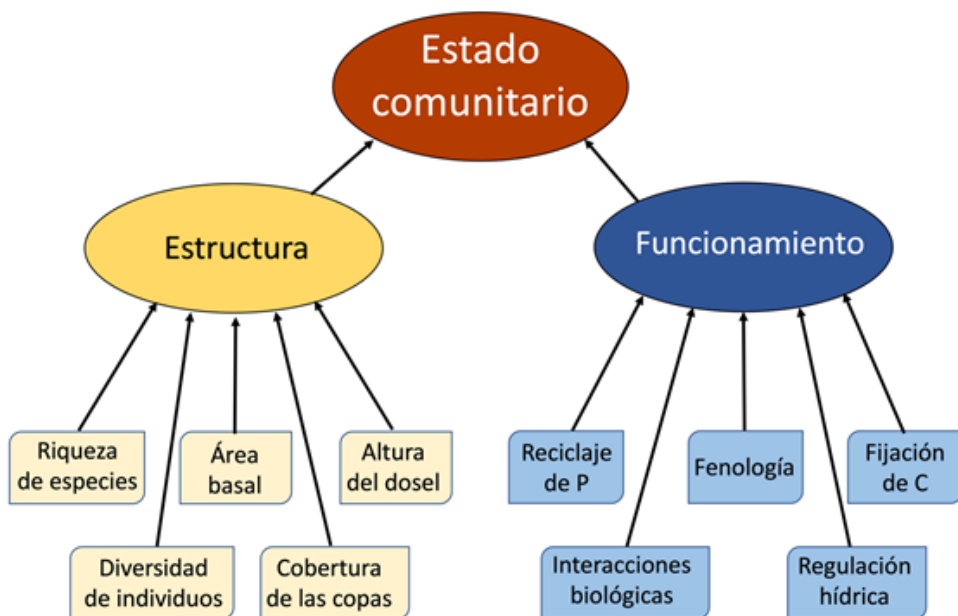 Estado
comunitario
Estructura
Funcionamiento
Riqueza
de especies
Área
basal
Altura
del dosel
Reciclaje
de P
Fenología
Fijación
de C
Diversidad
de individuos
Cobertura
de las copas
Interacciones
biológicas
Regulación
hídrica